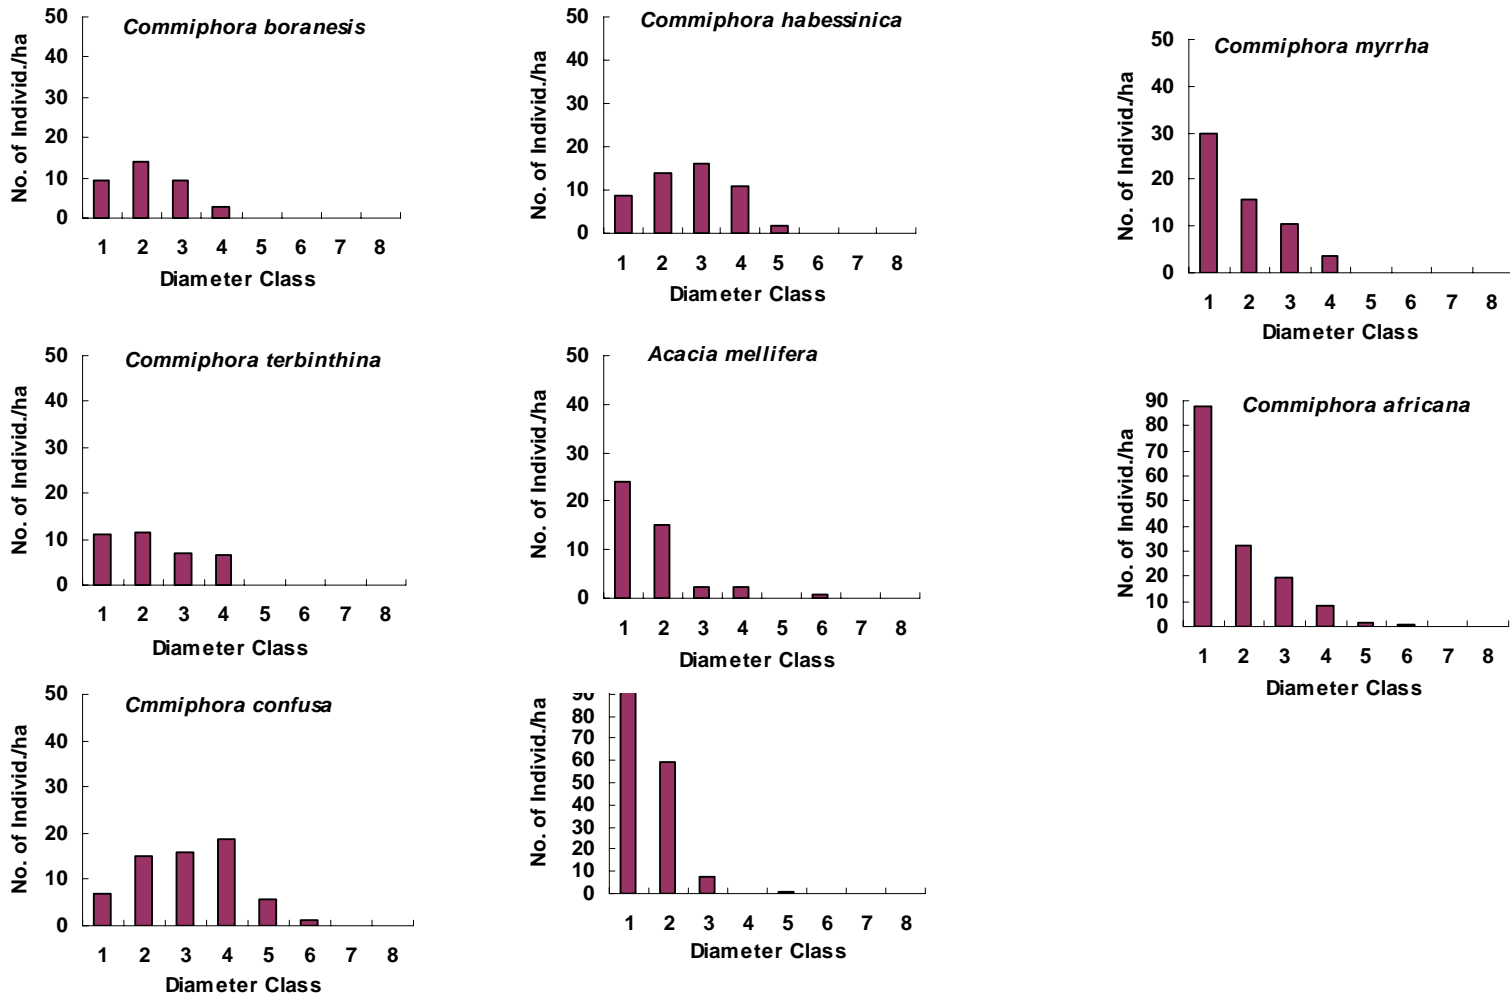 Commiphora boranesis
No. of Individ./ha
50
40
30
20
10
0
1 2 3 4 5 6 7 8
Diameter Class
Commiphora habessinica
No. of Individ./ha
50
40
30
20
10
0
1 2 3 4 5 6 7 8
Diameter Class
Commiphora myrrha
No. of Individ./ha
50
40
30
20
10
0
1 2 3 4 5 6 7 8
Diameter Class
Commiphora terbinthina
No. of Individ./ha
50
40
30
20
10
0
1 2 3 4 5 6 7 8
Diameter Class
Acacia mellifera
No. of Individ./ha
50
40
30
20
10
0
1 2 3 4 5 6 7 8
Diameter Class
Commiphora africana
No. of Individ./ha
90
80
70
60
50
40
30
20
10
0
1 2 3 4 5 6 7 8
Diameter Class
Cmmiphora confusa
No. of Individ./ha
50
40
30
20
10
0
1 2 3 4 5 6 7 8
Diameter Class
No. of Individ./ha
90
80
70
60
50
40
30
20
10
0
1 2 3 4 5 6 7 8
Diameter Class